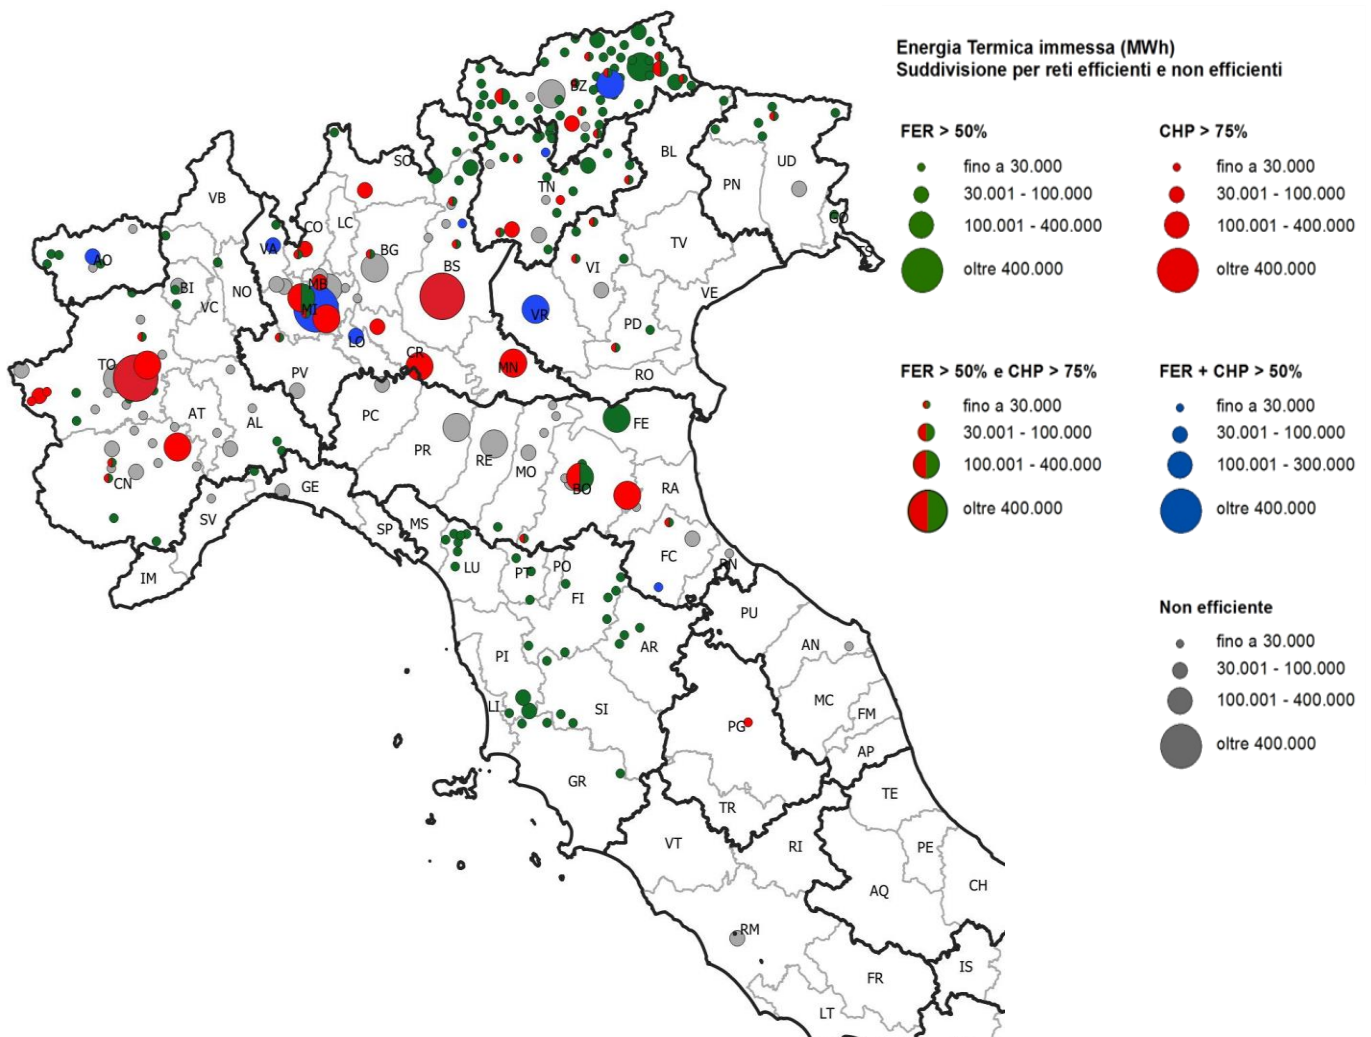 Energia Termica immessa (MWh)
Suddivisione per reti efficienti e non efficienti
FER > 50%
fino a 30.000
30.001 - 100.000
100.001 - 400.000
oltre 400.000
CHP > 75%
fino a 30.000
30.001 - 100.000
100.001 - 400.000
oltre 400.000
FER > 50% e CHP > 75%
fino a 30.000
30.001 - 100.000
100.001 - 400.000
oltre 400.000
FER + CHP > 50%
fino a 30.000
30.001 - 100.000
100.001 - 300.000
oltre 400.000
Non efficiente
fino a 30.000
30.001 - 100.000
100.001 - 400.000
oltre 400.000
BZ
BL
SO
UD
PN
TN
VB
GO
CO
LC
VA
BG
TV
TS
AO
BS
VI
MB
BI
NO
VE
VC
MI
VR
PD
LO
CR
TO
MN
PV
RO
AT
PC
AL
FE
PR
RE
MO
CN
BO
GE
RA
SV
SP
MS
FC
RN
LU
PT
PO
IM
FI
PU
PI
AR
AN
LI
SI
MC
PG
FM
AP
GR
TE
TR
VT
RI
PE
AQ
CH
RM
IS
FR
LT